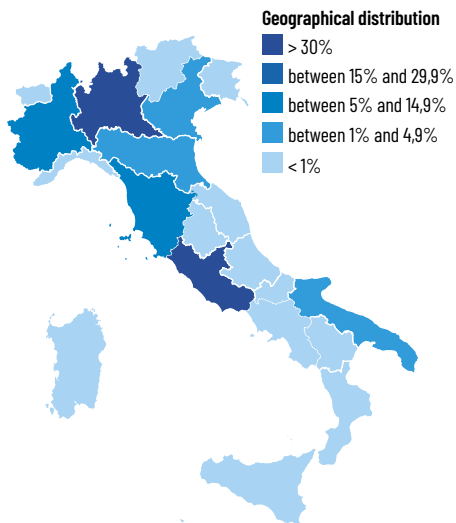 Geographical distribution
> 30%
between 15% and 29,9%
between 5% and 14,9%
between 1% and 4,9%
< 1%